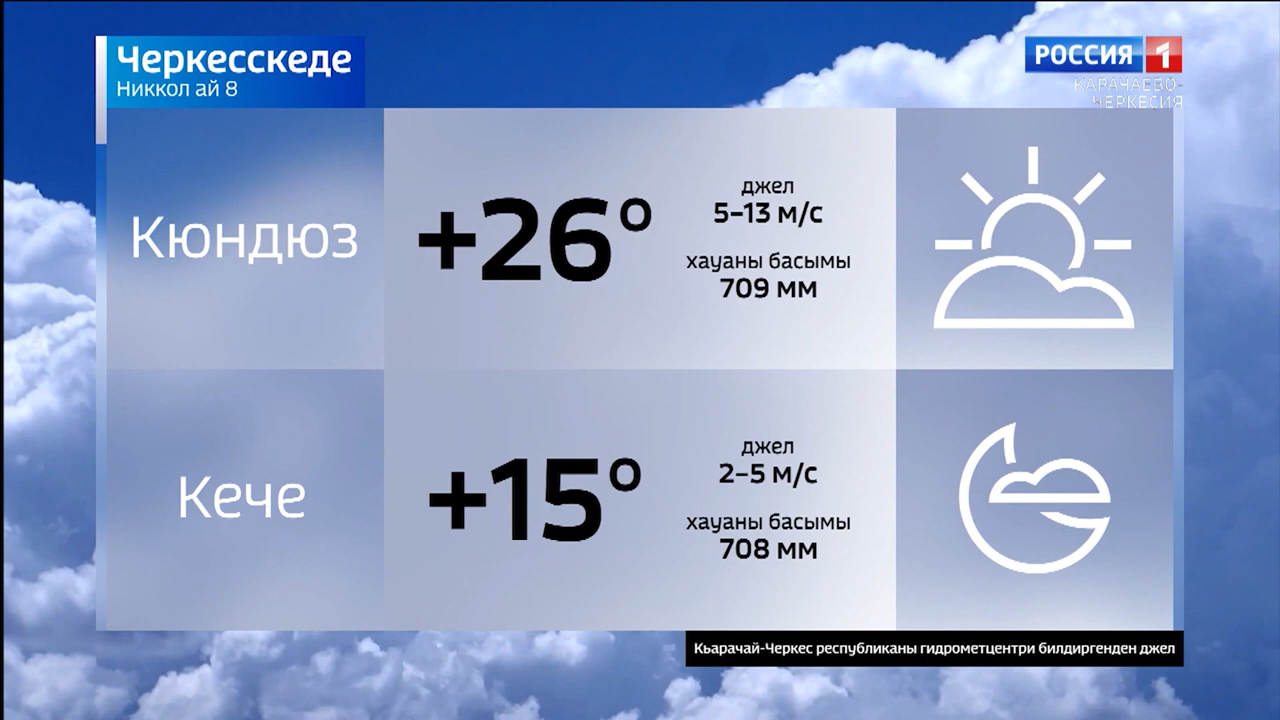 Черкесскеде
Никкол ай 8
РОССИЯ 1
КАРАЧАЕВО-
ЧЕРКЕСИЯ
Кюндюз
+26°
джел
5-13 м/с
хауаны басымы
709 мм
Кече
+15°
джел
2-5 м/с
хауаны басымы
708 мм
Кьарачай-Черкес республиканы гидрометцентри билдиргенден джел